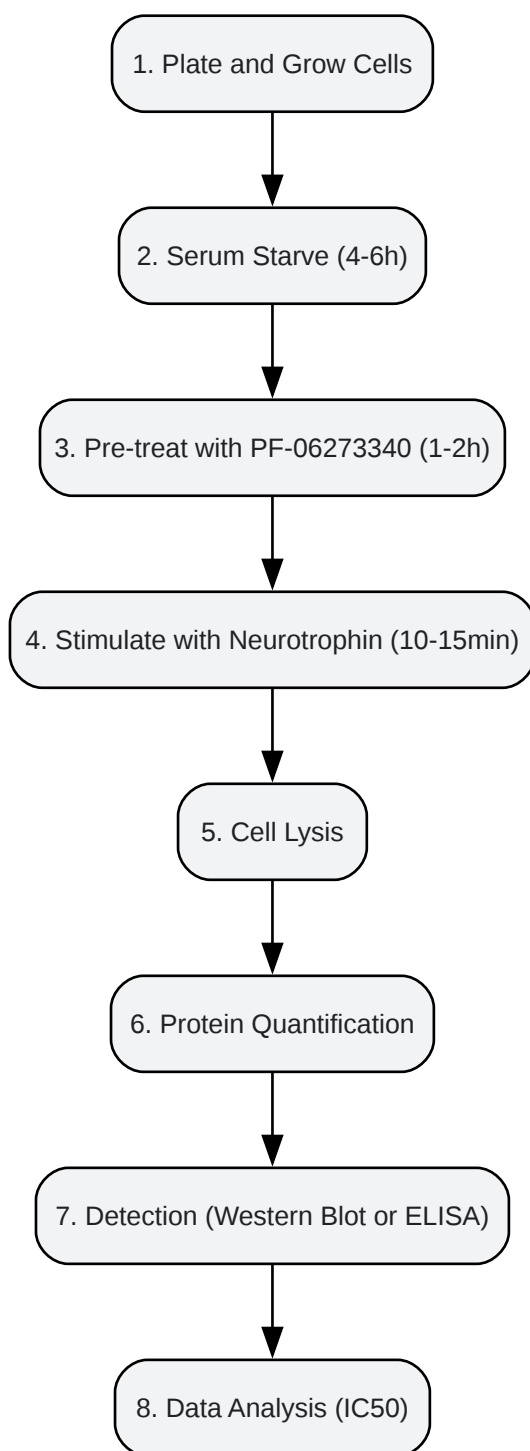 1. Plate and Grow Cells
2. Serum Starve (4-6h)
3. Pre-treat with PF-06273340 (1-2h)
4. Stimulate with Neurotrophin (10-15min)
5. Cell Lysis
6. Protein Quantification
7. Detection (Western Blot or ELISA)
8. Data Analysis (IC50)